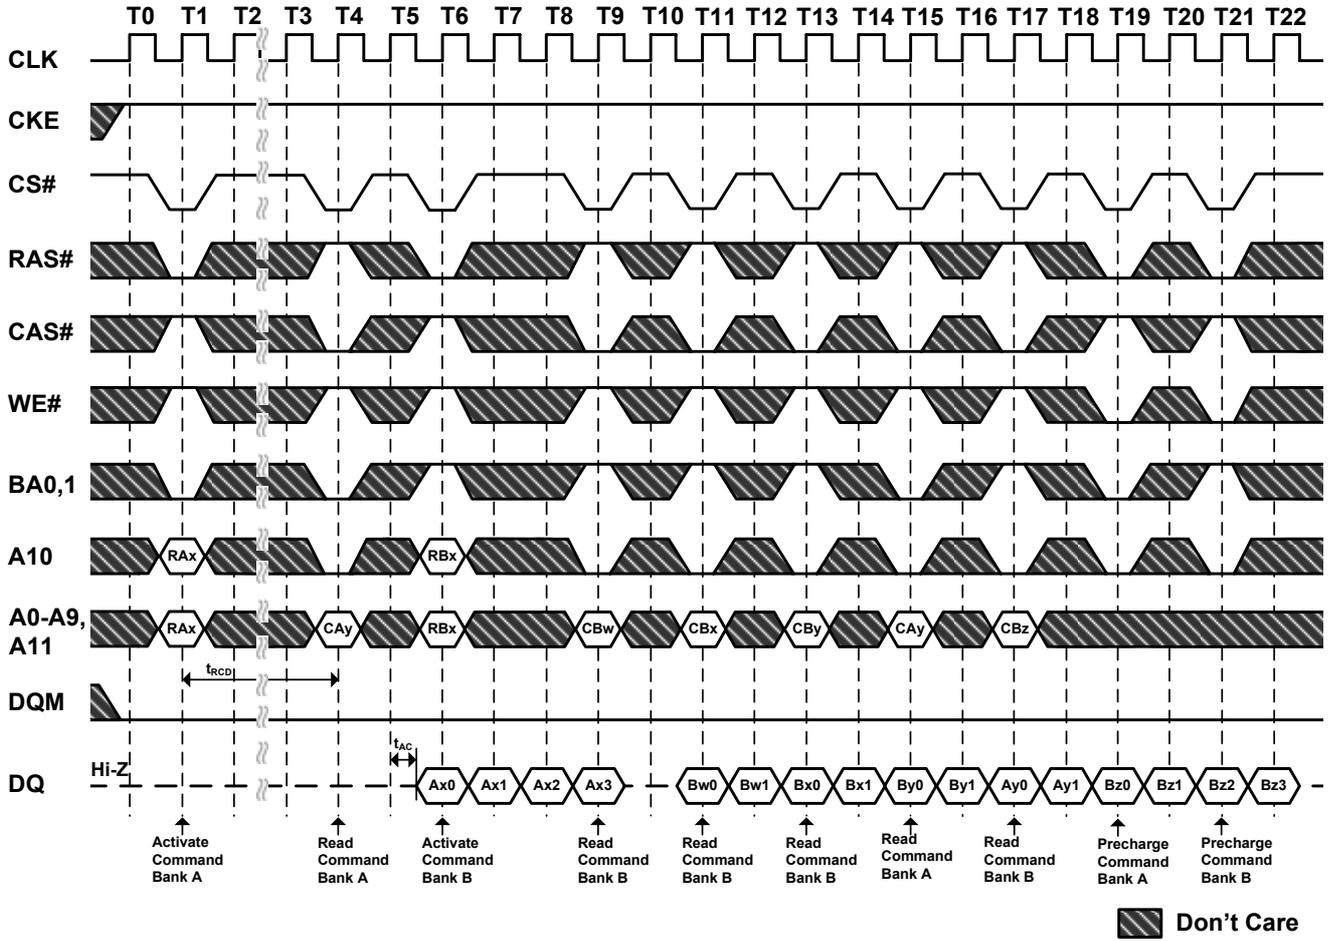 T0 T1 T2 T3 T4 T5 T6 T7 T8 T9 T10 T11 T12 T13 T14 T15 T16 T17 T18 T19 T20 T21 T22
CLK
CKE
CS#
RAS#
CAS#
WE#
BA0,1
A10
RAx RBx
A0-A9,
A11
RAx CAy RBx CBw CBx CBy CAy CBz
tRCD
DQM
tAC
Hi-Z
DQ
Ax0 Ax1 Ax2 Ax3 Bw0 Bw1 Bx0 Bx1 By0 By1 Ay0 Ay1 Bz0 Bz1 Bz2 Bz3
Activate
Command
Bank A
Read
Command
Bank A
Activate
Command
Bank B
Read
Command
Bank B
Read
Command
Bank B
Read
Command
Bank B
Read
Command
Bank A
Read
Command
Bank B
Precharge
Command
Bank A
Precharge
Command
Bank B
Don't Care